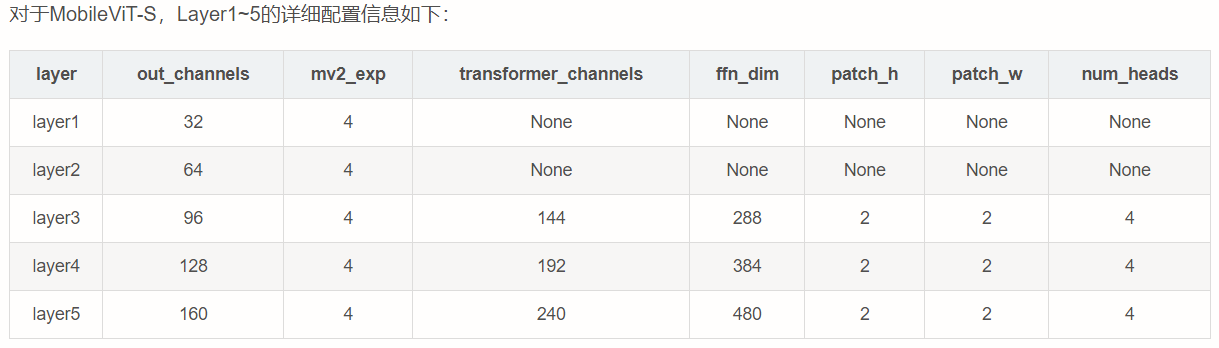 对于MobileViT-S，Layer1~5的详细配置信息如下：
layer out_channels mv2_exp transformer_channels ffn_dim patch_h patch_w num_heads
layer1 32 4 None None None None None
layer2 64 4 None None None None None
layer3 96 4 144 288 2 2 4
layer4 128 4 192 384 2 2 4
layer5 160 4 240 480 2 2 4